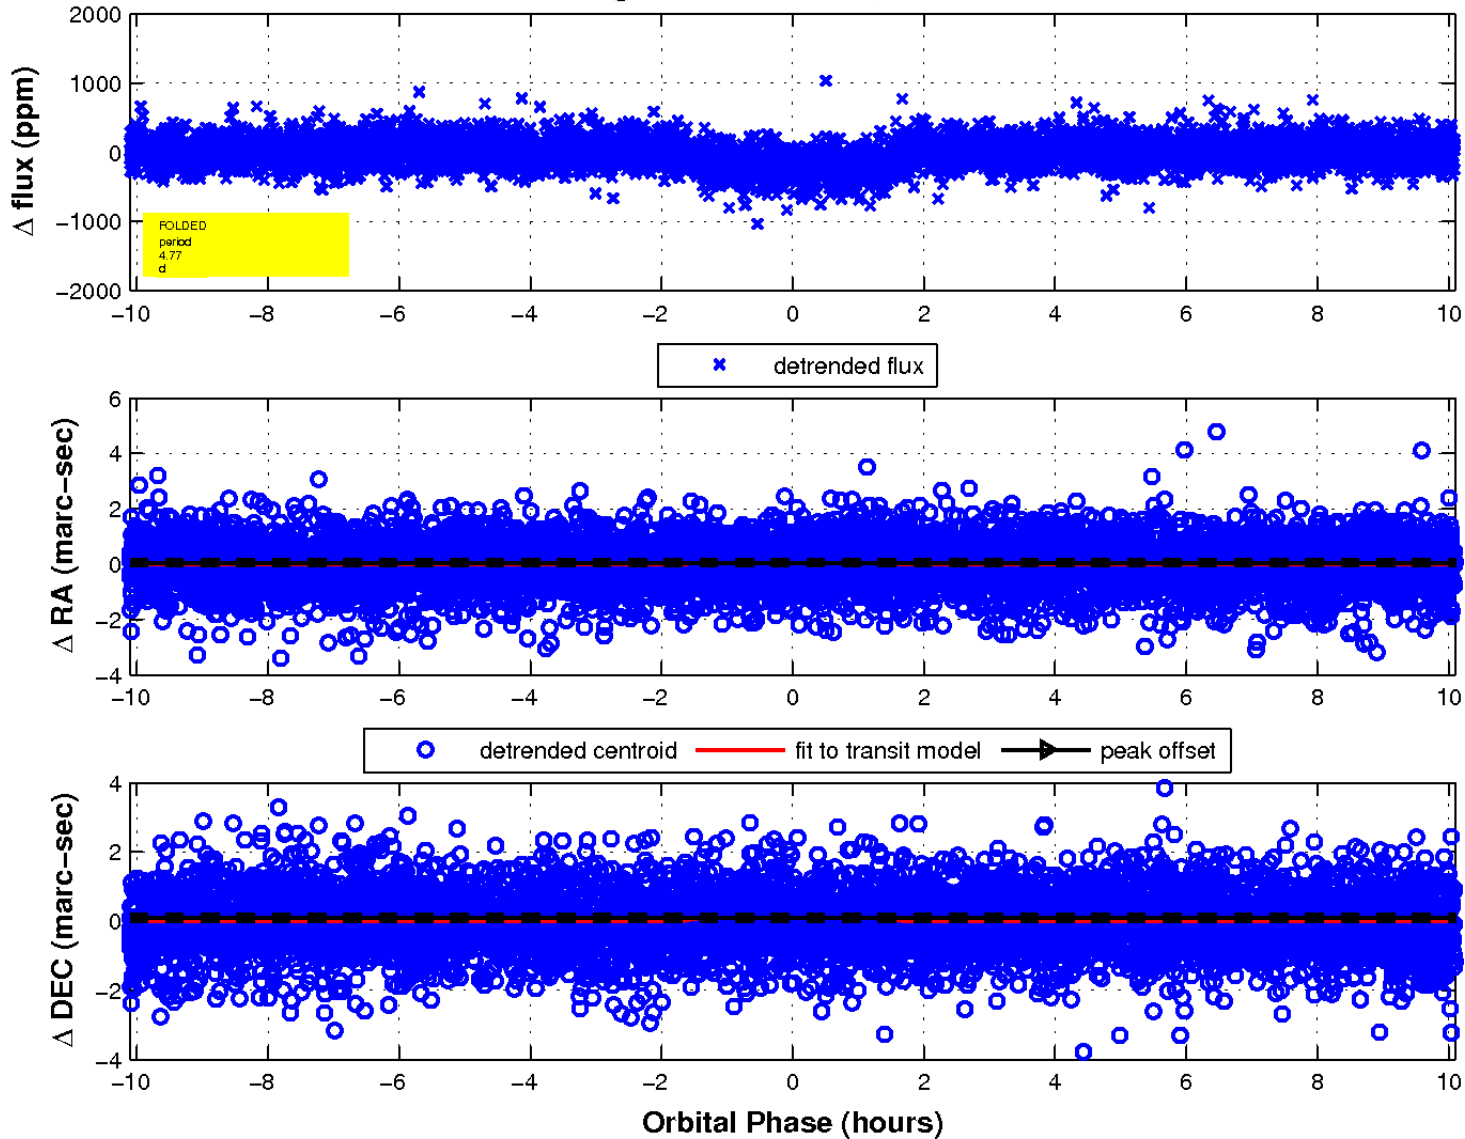 2000
1000
0
−1000
−2000
Δ flux (ppm)
FOLDED
period
4.77
d
−10 −8 −6 −4 −2 0 2 4 6 8 10
detrended flux
6
4
2
0
−2
−4
Δ RA (marc−sec)
−10 −8 −6 −4 −2 0 2 4 6 8 10
detrended centroid fit to transit model peak offset
4
2
0
−2
−4
Δ DEC (marc−sec)
−10 −8 −6 −4 −2 0 2 4 6 8 10
Orbital Phase (hours)